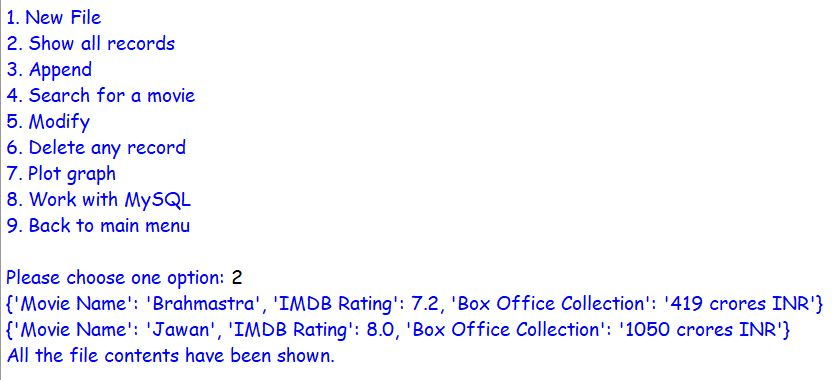 1. New File
2. Show all records
3. Append
4. Search for a movie
5. Modify
6. Delete any record
7. Plot graph
8. Work with MySQL
9. Back to main menu
Please choose one option: 2
{'Movie Name': 'Brahmastra', 'IMDB Rating': 7.2, 'Box Office Collection': '419 crores INR'}
{'Movie Name': 'Jawan', 'IMDB Rating': 8.0, 'Box Office Collection': '1050 crores INR'}
All the file contents have been shown.